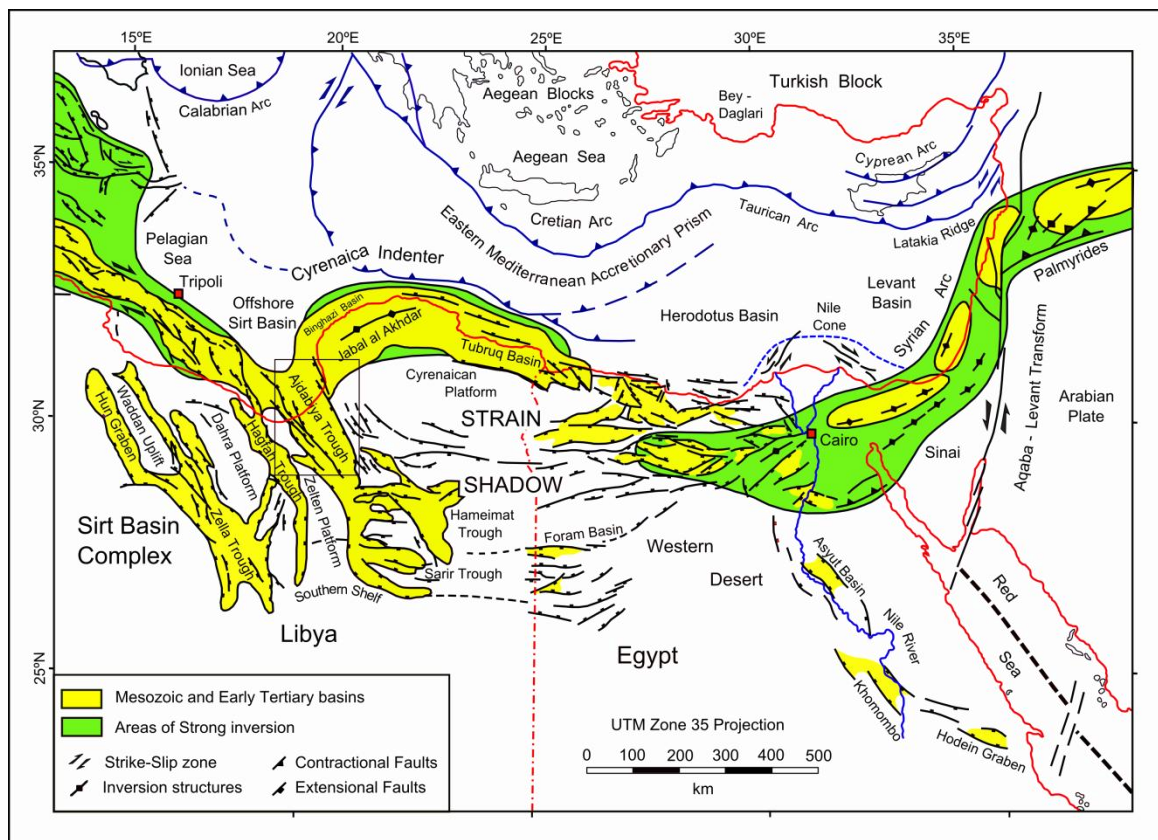 15ºE
20ºE
25ºE
30ºE
35ºE
Ionian Sea
Calabrian Arc
Aegean Blocks
Aegean Sea
Cretian Arc
Bey -
Daglari
Turkish Block
Cyprean Arc
Taurican Arc
Latakia Ridge
35ºN
Pelagian
Sea
Tripoli
Cyrenaica Indenter
Eastern Mediterranean Accretionary Prism
Palmyrides
Offshore
Sirt Basin
Binghazi Basin
Jabal al Akhdar
Tubruq Basin
Herodotus Basin
Nile
Cone
Levant
Basin
Syrian Arc
Aqaba - Levant Transform
Arabian
Plate
30ºN
Cyrenaican
Platform
STRAIN
SHADOW
Cairo
Sinai
Hun Graben
Waddan Uplift
Dahra Platform
Hagfah Trough
Ajdabiya Trough
Zella Trough
Zelten Platform
Hameimat
Trough
Sirt Basin
Complex
Foram Basin
Sarir Trough
Southern Shelf
Western
Desert
Asyut Basin
Nile River
Red
Sea
Libya
Egypt
25ºN
Khomombo
Hodein Graben
Mesozoic and Early Tertiary basins
Areas of Strong inversion
Strike-Slip zone
Contractional Faults
Inversion structures
Extensional Faults
UTM Zone 35 Projection
0 100 200 300 400 500
km